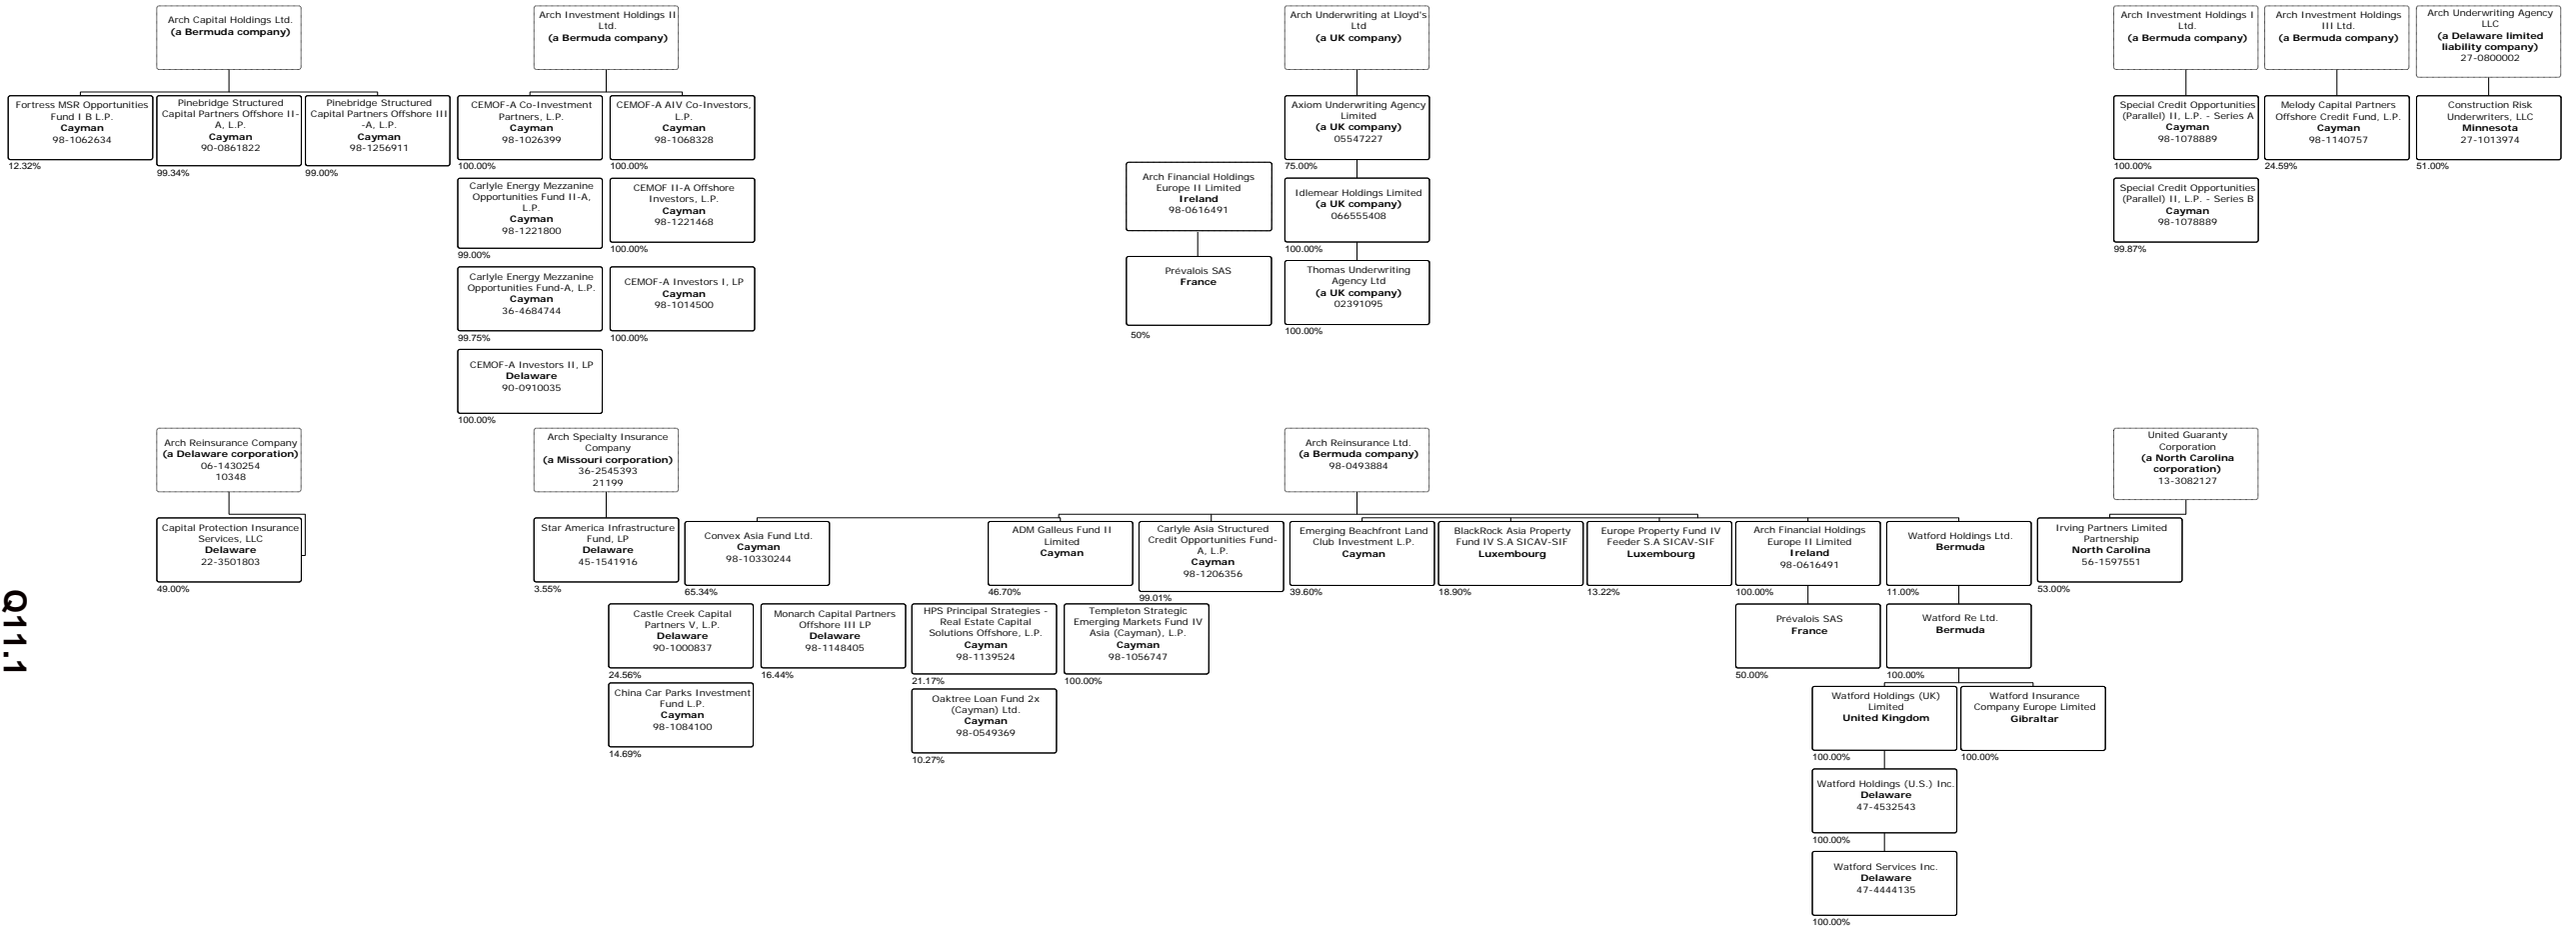 Arch Capital Holdings Ltd.
(a Bermuda company)
Fortress MSR Opportunities
Fund I B L.P.
Cayman
98-1062634
12.32%
Pinebridge Structured
Capital Partners Offshore II-
A, L.P.
Cayman
90-0861822
99.34%
Pinebridge Structured
Capital Partners Offshore III
-A, L.P.
Cayman
98-1256911
99.00%
Arch Investment Holdings II
Ltd.
(a Bermuda company)
CEMOF-A Co-Investment
Partners, L.P.
Cayman
98-1026399
100.00%
CEMOF-A AIV Co-Investors,
L.P.
Cayman
98-1068328
100.00%
Carlyle Energy Mezzanine
Opportunities Fund II-A,
L.P.
Cayman
98-1221800
99.00%
CEMOF II-A Offshore
Investors, L.P.
Cayman
98-1221468
100.00%
Carlyle Energy Mezzanine
Opportunities Fund-A, L.P.
Cayman
36-4684744
99.75%
CEMOF-A Investors I, LP
Cayman
98-1014500
100.00%
CEMOF-A Investors II, LP
Delaware
90-0910035
100.00%
Arch Financial Holdings
Europe II Limited
Ireland
98-0616491
Prévalois SAS
France
50%
Arch Underwriting at Lloyd's
Ltd
(a UK company)
Axiom Underwriting Agency
Limited
(a UK company)
05547227
75.00%
Idlemear Holdings Limited
(a UK company)
066555408
100.00%
Thomas Underwriting
Agency Ltd
(a UK company)
02391095
100.00%
Arch Investment Holdings I
Ltd.
(a Bermuda company)
Special Credit Opportunities
(Parallel) II, L.P. - Series A
Cayman
98-1078889
100.00%
Special Credit Opportunities
(Parallel) II, L.P. - Series B
Cayman
98-1078889
99.87%
Arch Investment Holdings
III Ltd.
(a Bermuda company)
Melody Capital Partners
Offshore Credit Fund, L.P.
Cayman
98-1140757
24.59%
Arch Underwriting Agency
LLC
(a Delaware limited
liability company)
27-0800002
Construction Risk
Underwriters, LLC
Minnesota
27-1013974
51.00%
Arch Reinsurance Company
(a Delaware corporation)
06-1430254
10348
Capital Protection Insurance
Services, LLC
Delaware
22-3501803
49.00%
Arch Specialty Insurance
Company
(a Missouri corporation)
36-2545393
21199
Star America Infrastructure
Fund, LP
Delaware
45-1541916
3.55%
Arch Reinsurance Ltd.
(a Bermuda company)
98-0493884
Convex Asia Fund Ltd.
Cayman
98-10330244
65.34%
ADM Galleus Fund II
Limited
Cayman
46.70%
Carlyle Asia Structured
Credit Opportunities Fund-
A, L.P.
Cayman
98-1206356
99.01%
Emerging Beachfront Land
Club Investment L.P.
Cayman
39.60%
BlackRock Asia Property
Fund IV S.A SICAV-SIF
Luxembourg
18.90%
Europe Property Fund IV
Feeder S.A SICAV-SIF
Luxembourg
13.22%
Arch Financial Holdings
Europe II Limited
Ireland
98-0616491
100.00%
Watford Holdings Ltd.
Bermuda
11.00%
United Guaranty
Corporation
(a North Carolina
corporation)
13-3082127
Irving Partners Limited
Partnership
North Carolina
56-1597551
53.00%
Castle Creek Capital
Partners V, L.P.
Delaware
90-1000837
24.56%
Monarch Capital Partners
Offshore III LP
Delaware
98-1148405
16.44%
HPS Principal Strategies -
Real Estate Capital
Solutions Offshore, L.P.
Cayman
98-1139524
21.17%
Templeton Strategic
Emerging Markets Fund IV
Asia (Cayman), L.P.
Cayman
98-1056747
100.00%
Prévalois SAS
France
50.00%
Watford Re Ltd.
Bermuda
100.00%
China Car Parks Investment
Fund L.P.
Cayman
98-1084100
14.69%
Oaktree Loan Fund 2x
(Cayman) Ltd.
Cayman
98-0549369
10.27%
Watford Holdings (UK)
Limited
United Kingdom
100.00%
Watford Insurance
Company Europe Limited
Gibraltar
100.00%
Watford Holdings (U.S.) Inc.
Delaware
47-4532543
100.00%
Watford Services Inc.
Delaware
47-4444135
100.00%
Q11.1